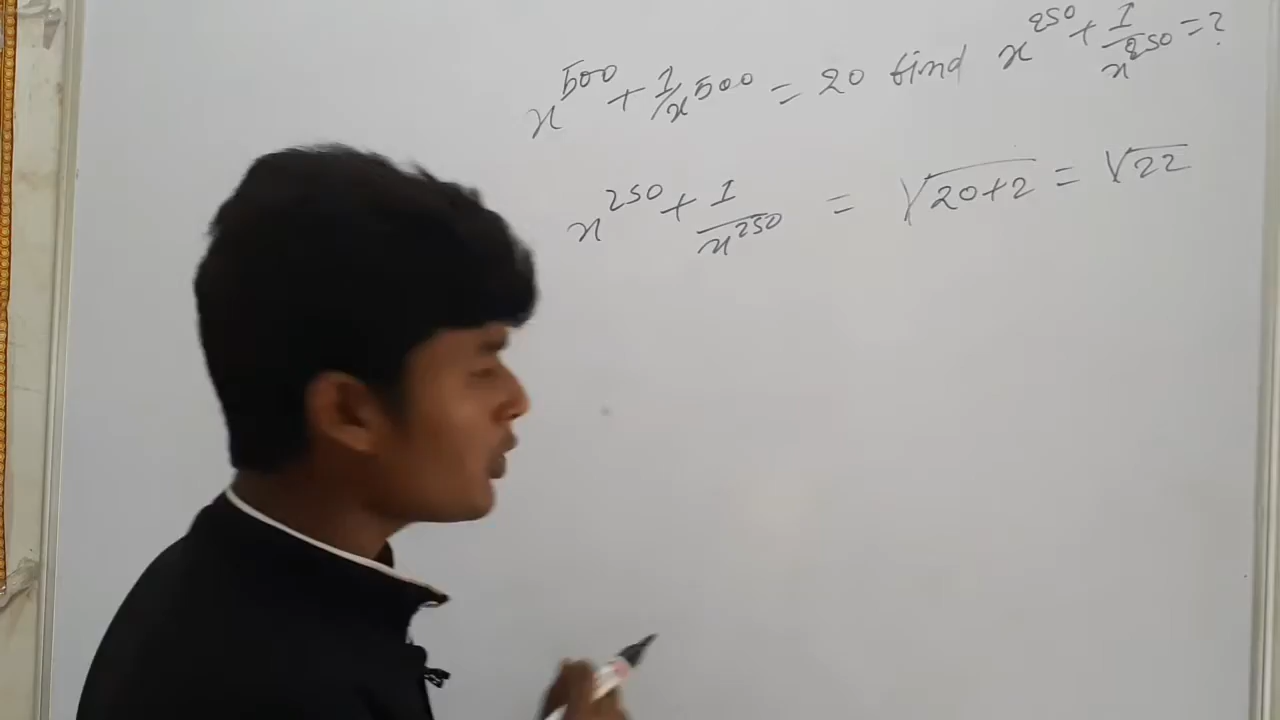 x^500 + 1/x^500 = 20 find x^250 + 1/x^250 = ?
x^250 + 1/x^250 = √(20+2) = √22